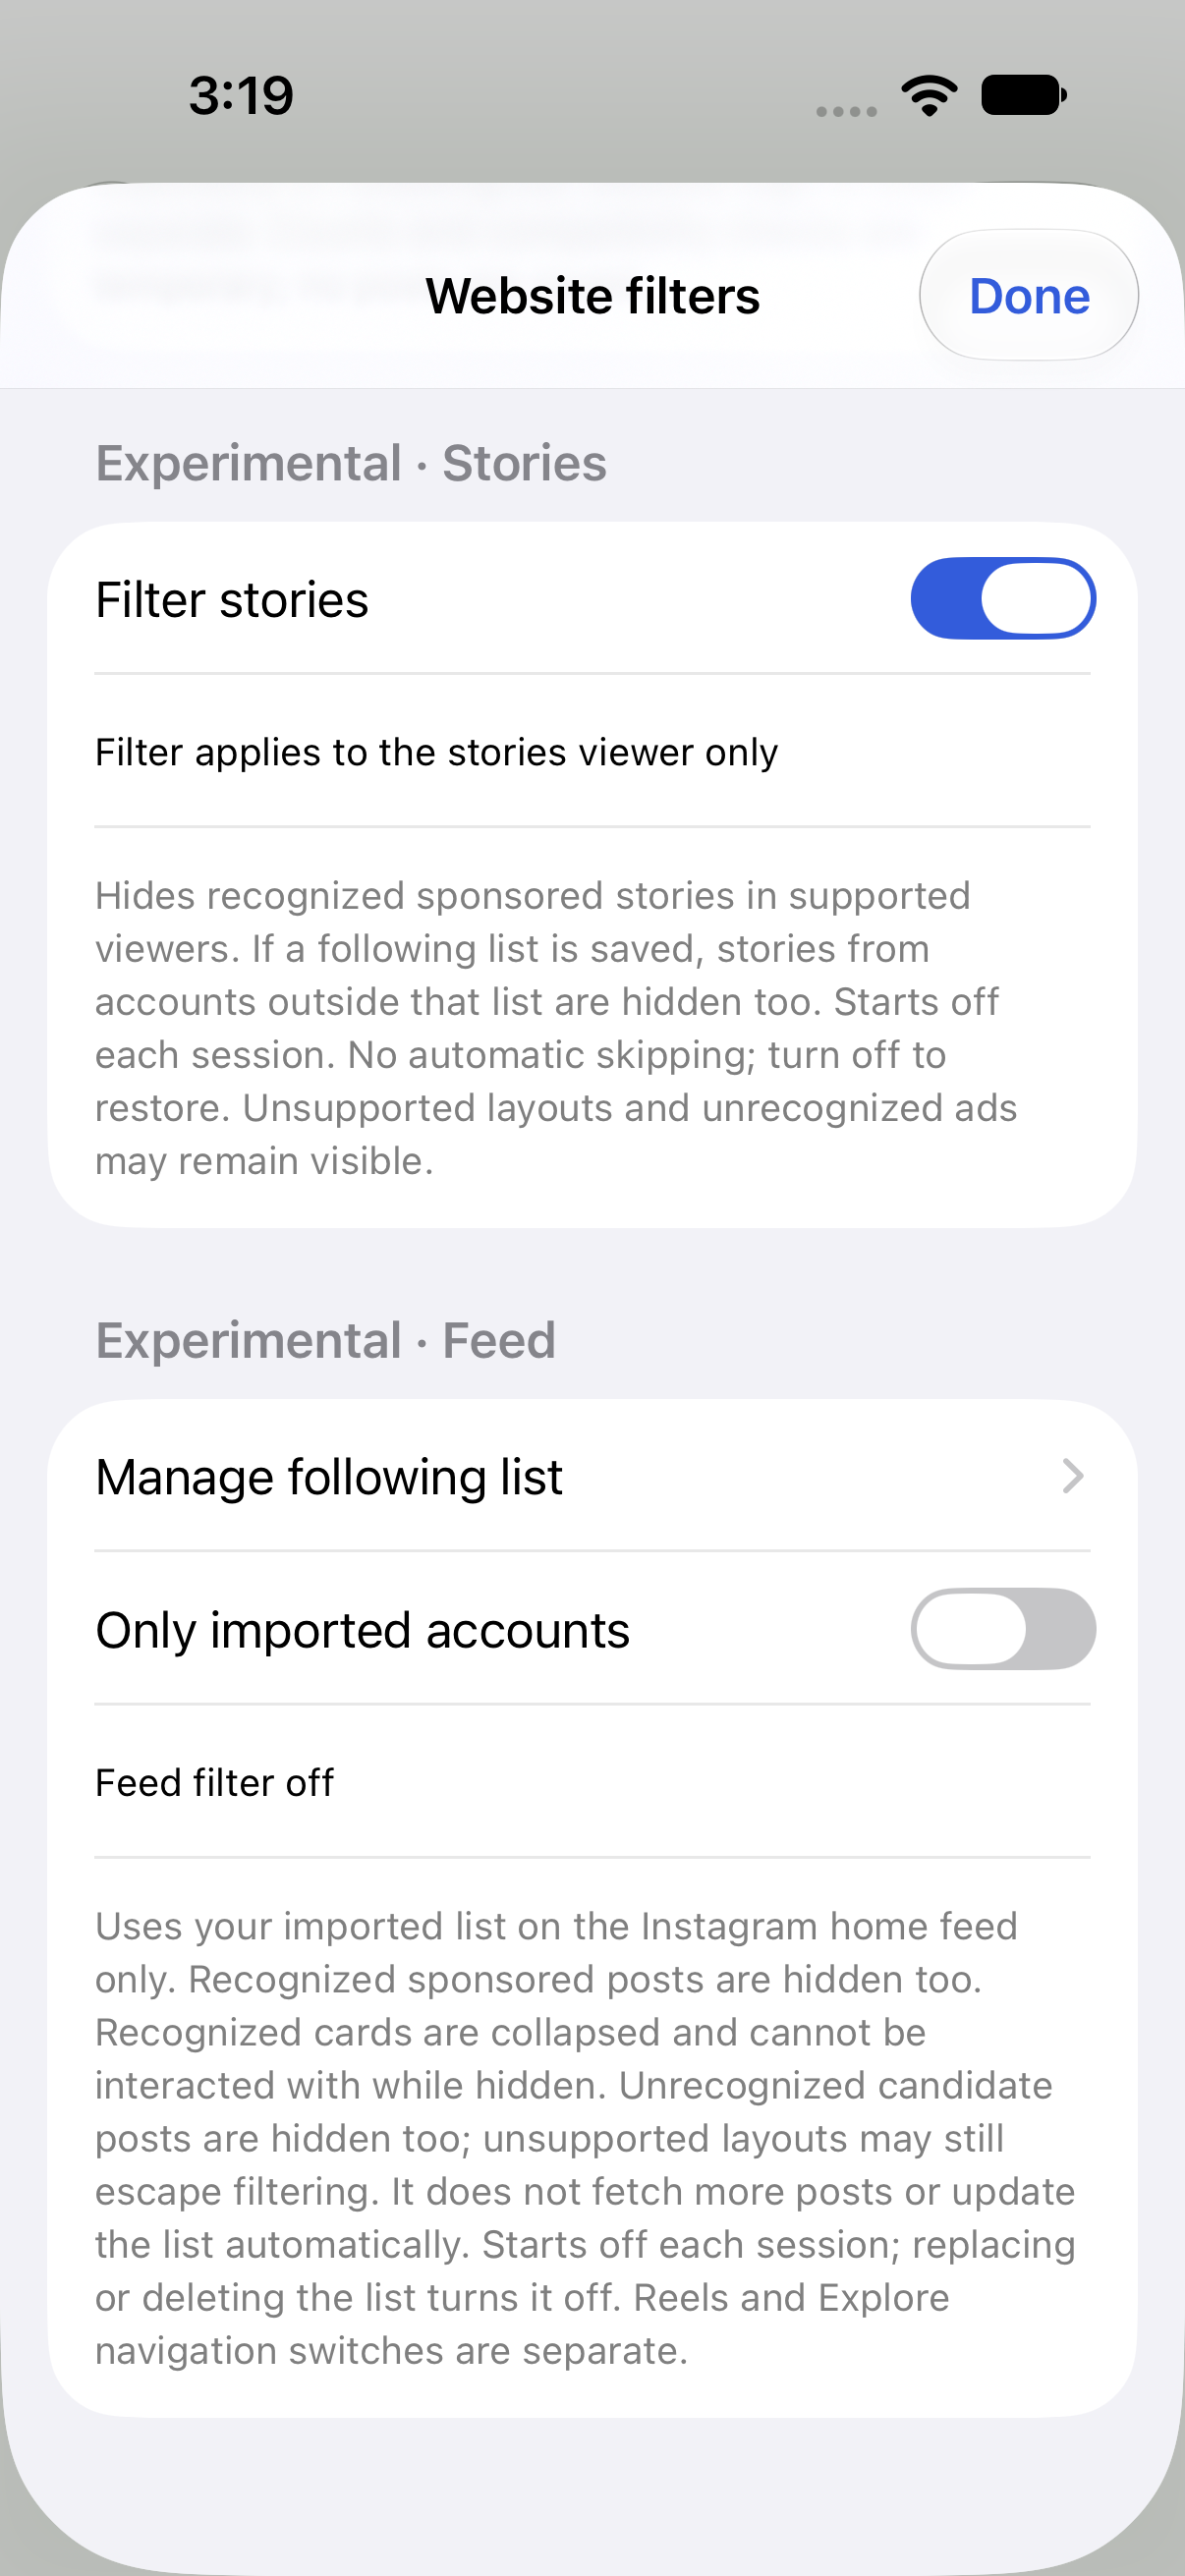 3:19
Website filters
Done
Experimental · Stories
Filter stories
Filter applies to the stories viewer only
Hides recognized sponsored stories in supported
viewers. If a following list is saved, stories from
accounts outside that list are hidden too. Starts off
each session. No automatic skipping; turn off to
restore. Unsupported layouts and unrecognized ads
may remain visible.
Experimental · Feed
Manage following list
Only imported accounts
Feed filter off
Uses your imported list on the Instagram home feed
only. Recognized sponsored posts are hidden too.
Recognized cards are collapsed and cannot be
interacted with while hidden. Unrecognized candidate
posts are hidden too; unsupported layouts may still
escape filtering. It does not fetch more posts or update
the list automatically. Starts off each session; replacing
or deleting the list turns it off. Reels and Explore
navigation switches are separate.